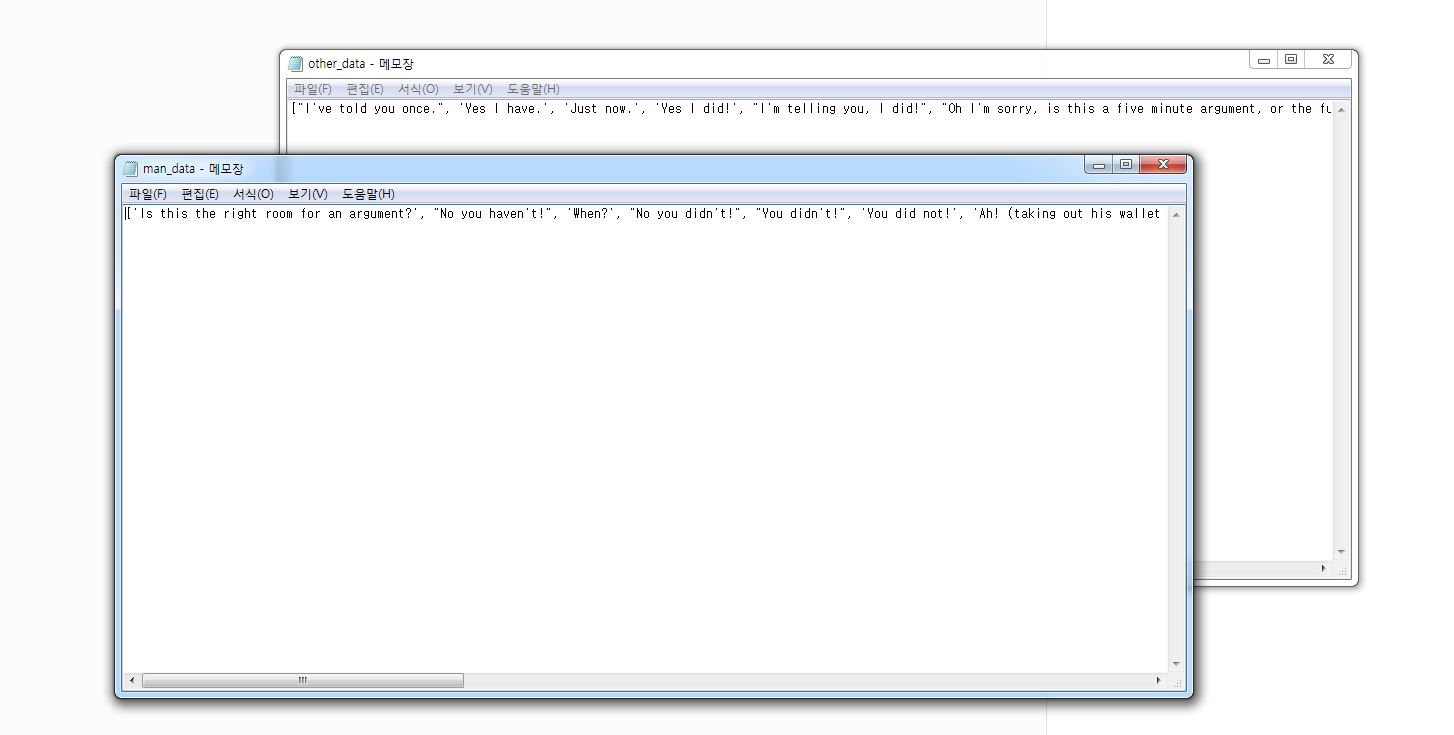 other_data - 메모장
파일(F) 편집(E) 서식(O) 보기(V) 도움말(H)
["I've told you once.", 'Yes I have.', 'Just now.', 'Yes I did!', "I'm telling you, I did!", "Oh I'm sorry, is this a five minute argument, or the
man_data - 메모장
파일(F) 편집(E) 서식(O) 보기(V) 도움말(H)
['Is this the right room for an argument?', "No you haven't!", 'When?', "No you didn't!", "You didn't!", 'You did not!', 'Ah! (taking out his wallet